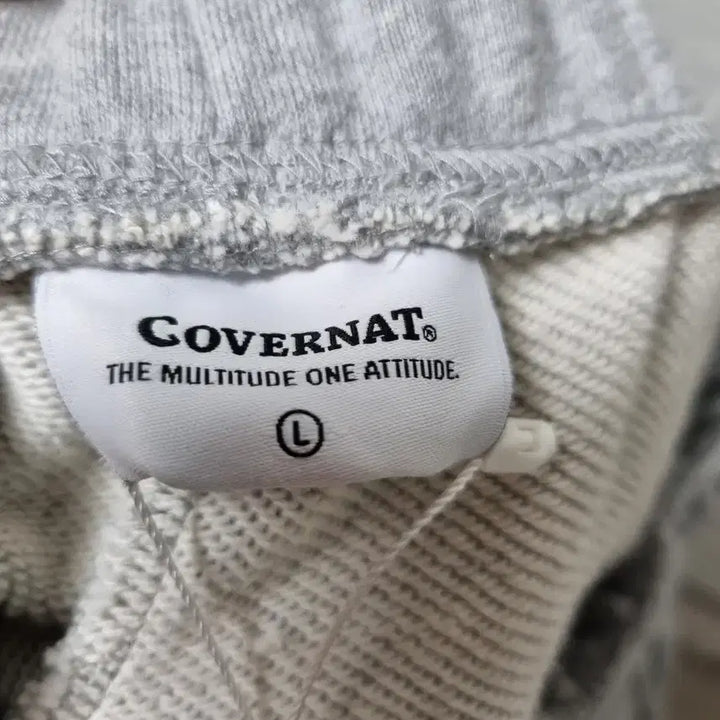 COVERNAT®
THE MULTITUDE ONE ATTITUDE.
L